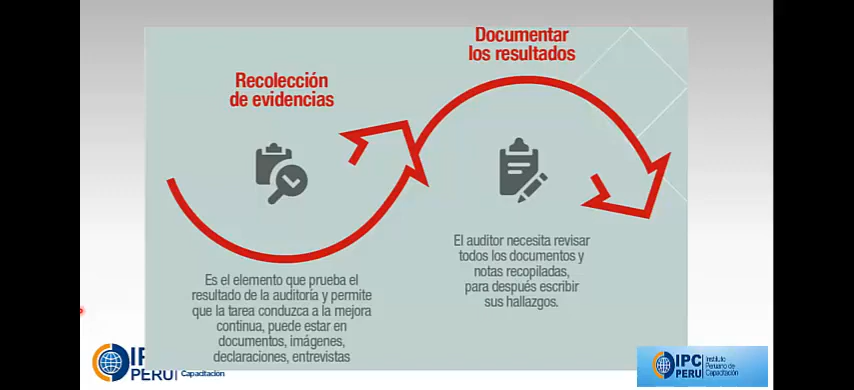 Recolección
de evidencias
Es el elemento que prueba el
resultado de la auditoría y permite
que la tarea conduzca a la mejora
continua, puede estar en
documentos, imágenes,
declaraciones, entrevistas
Documentar
los resultados
El auditor necesita revisar
todos los documentos y
notas recopiladas,
para después escribir
sus hallazgos.
PERU
Capacitación
IPC
PERU
Instituto
Peruano de
Capacitación